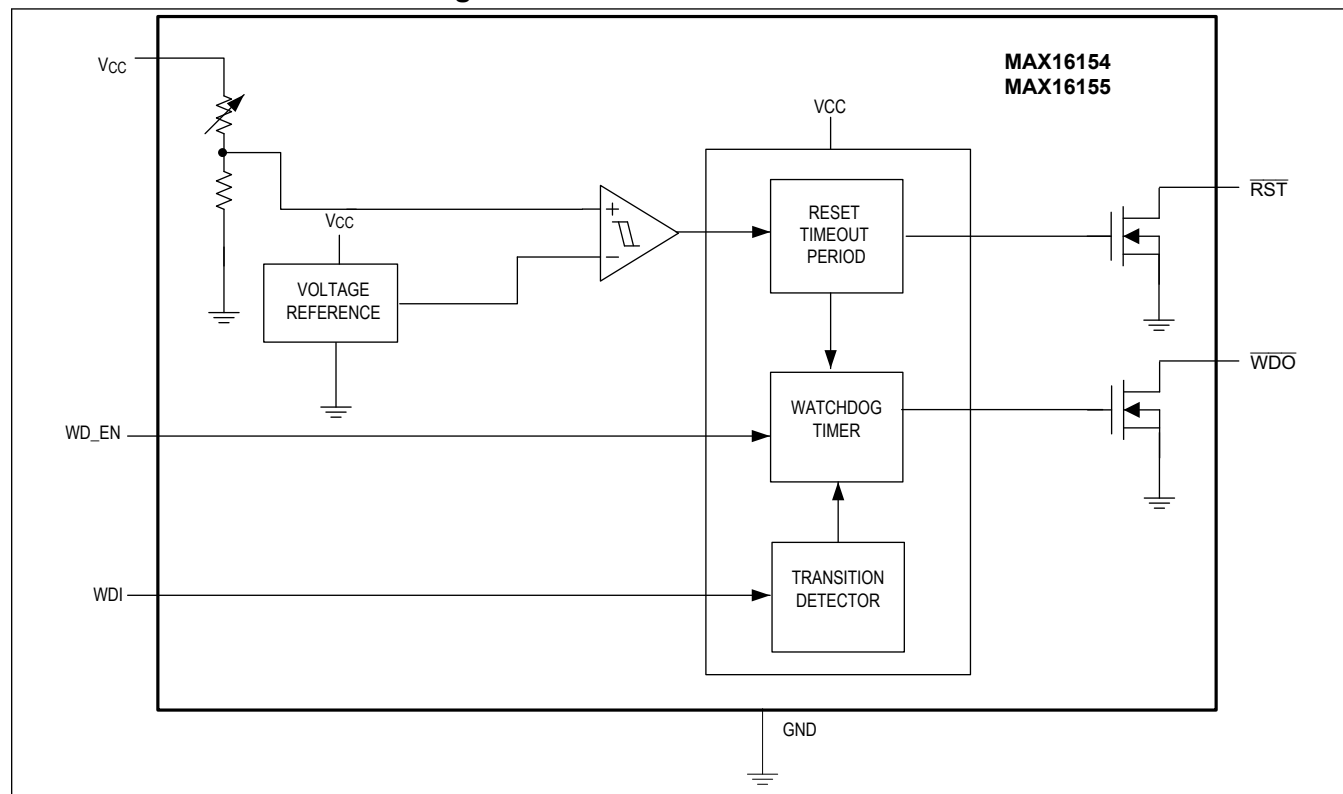 MAX16154
MAX16155
VCC
VCC
RST
RESET
TIMEOUT
PERIOD
+
VCC
−
VOLTAGE
REFERENCE
WDO
WATCHDOG
TIMER
WD_EN
TRANSITION
DETECTOR
WDI
GND